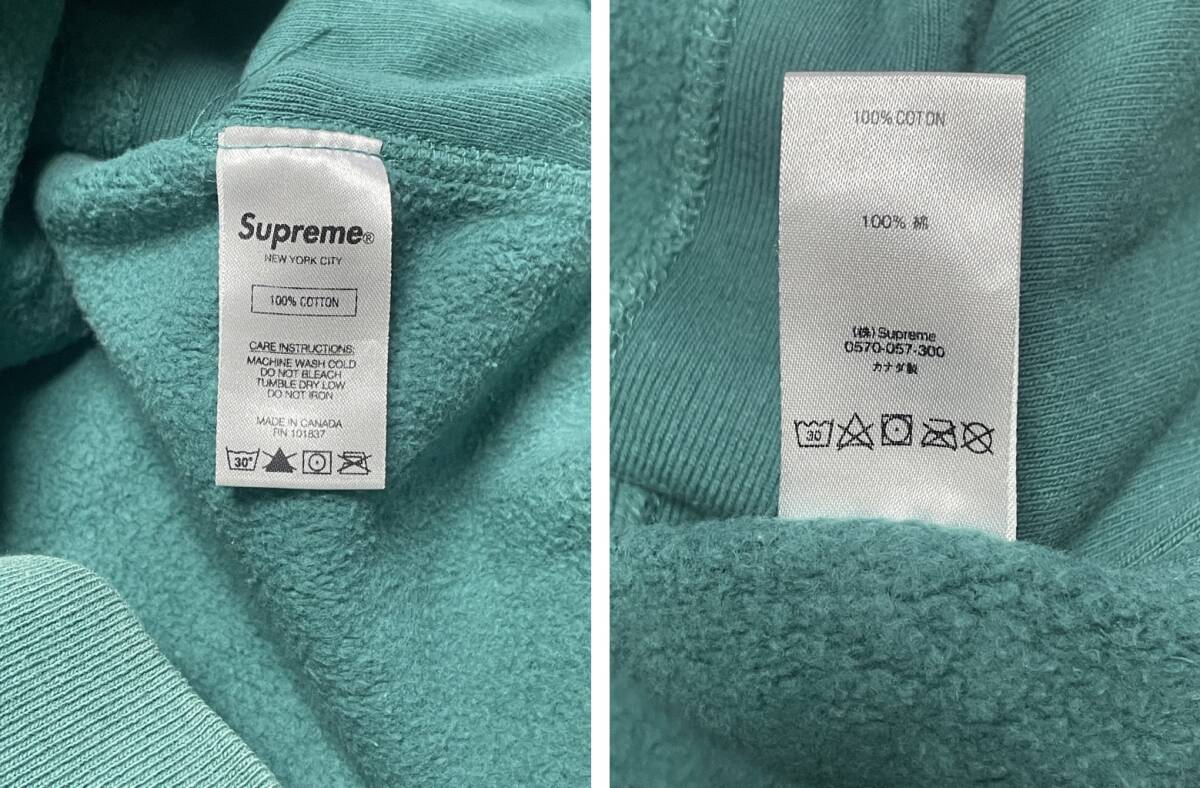 Supreme®
NEW YORK CITY
100% COTTON
CARE INSTRUCTIONS:
MACHINE WASH COLD
DO NOT BLEACH
TUMBLE DRY LOW
DO NOT IRON
MADE IN CANADA
RN 101837
30°
100% COTON
100% 綿
(株)Supreme
0570-057-300
カナダ製
30